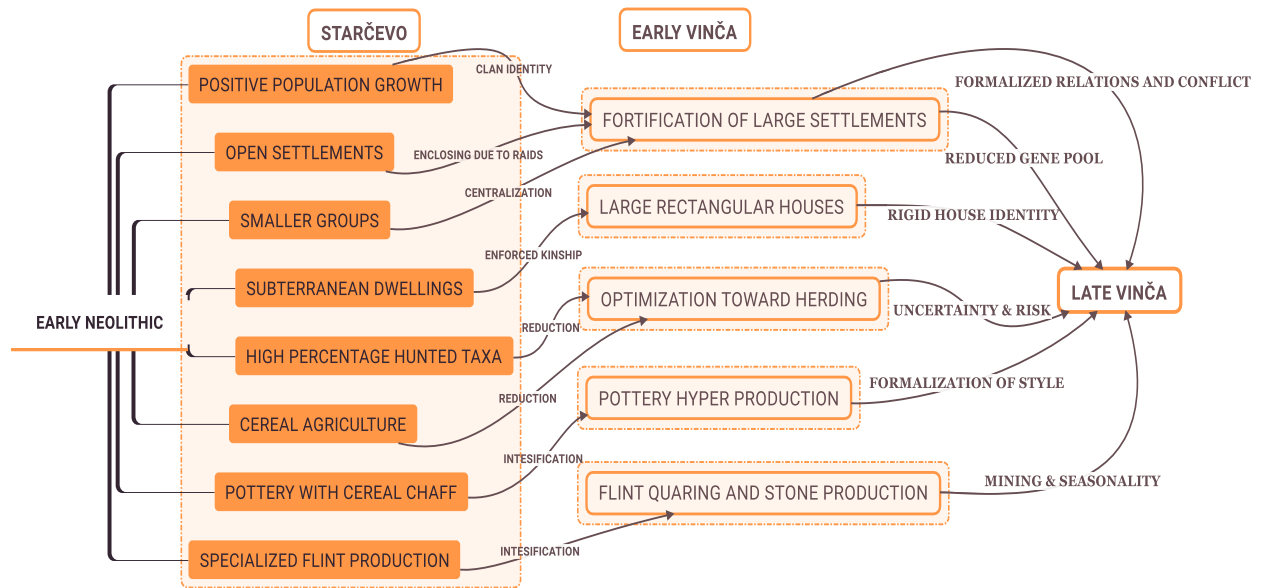 STARČEVO
EARLY VINČA
POSITIVE POPULATION GROWTH
CLAN IDENTITY
FORMALIZED RELATIONS AND CONFLICT
FORTIFICATION OF LARGE SETTLEMENTS
OPEN SETTLEMENTS
ENCLOSING DUE TO RAIDS
REDUCED GENE POOL
SMALLER GROUPS
CENTRALIZATION
LARGE RECTANGULAR HOUSES
RIGID HOUSE IDENTITY
ENFORCED KINSHIP
SUBTERRANEAN DWELLINGS
OPTIMIZATION TOWARD HERDING
LATE VINČA
UNCERTAINTY & RISK
EARLY NEOLITHIC
REDUCTION
HIGH PERCENTAGE HUNTED TAXA
FORMALIZATION OF STYLE
REDUCTION
POTTERY HYPER PRODUCTION
CEREAL AGRICULTURE
INTESIFICATION
MINING & SEASONALITY
POTTERY WITH CEREAL CHAFF
FLINT QUARING AND STONE PRODUCTION
INTESIFICATION
SPECIALIZED FLINT PRODUCTION